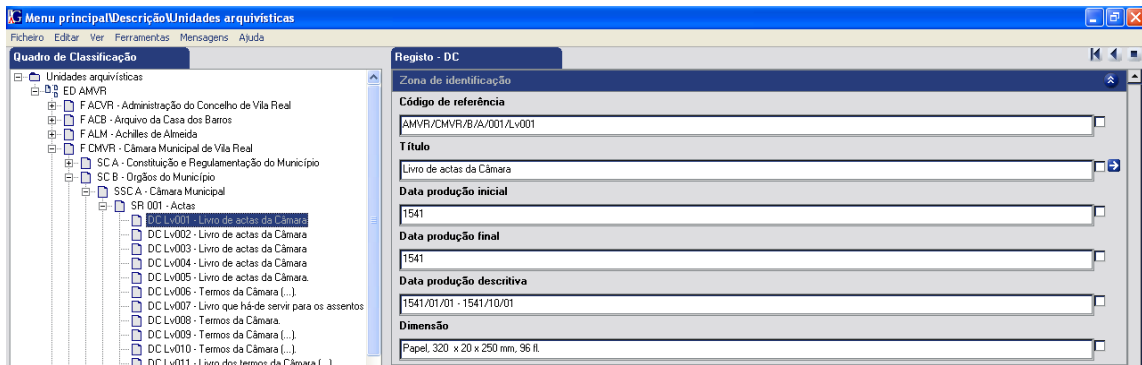 Menu principal\Descrição\Unidades arquivísticas
Ficheiro Editar Ver Ferramentas Mensagens Ajuda
Quadro de Classificação
Unidades arquivísticas
ED AMVR
F ACVR - Administração do Concelho de Vila Real
F ACB - Arquivo da Casa dos Barros
F ALM - Achilles de Almeida
F CMVR - Câmara Municipal de Vila Real
SC A - Constituição e Regulamentação do Município
SC B - Orgãos do Município
SSC A - Câmara Municipal
SR 001 - Actas
DC Lv001 - Livro de actas da Câmara
DC Lv002 - Livro de actas da Câmara
DC Lv003 - Livro de actas da Câmara
DC Lv004 - Livro de actas da Câmara
DC Lv005 - Livro de actas da Câmara.
DC Lv006 - Termos da Câmara (...).
DC Lv007 - Livro que há-de servir para os assentos
DC Lv008 - Termos da Câmara.
DC Lv009 - Termos da Câmara (...).
DC Lv010 - Termos da Câmara (...).
DC Lv011 - Livro dos termos da Câmara (...)
Registo - DC
Zona de identificação
Código de referência
AMVR/CMVR/B/A/001/Lv001
Título
Livro de actas da Câmara
Data produção inicial
1541
Data produção final
1541
Data produção descritiva
1541/01/01 - 1541/10/01
Dimensão
Papel, 320 x 20 x 250 mm, 96 fl.